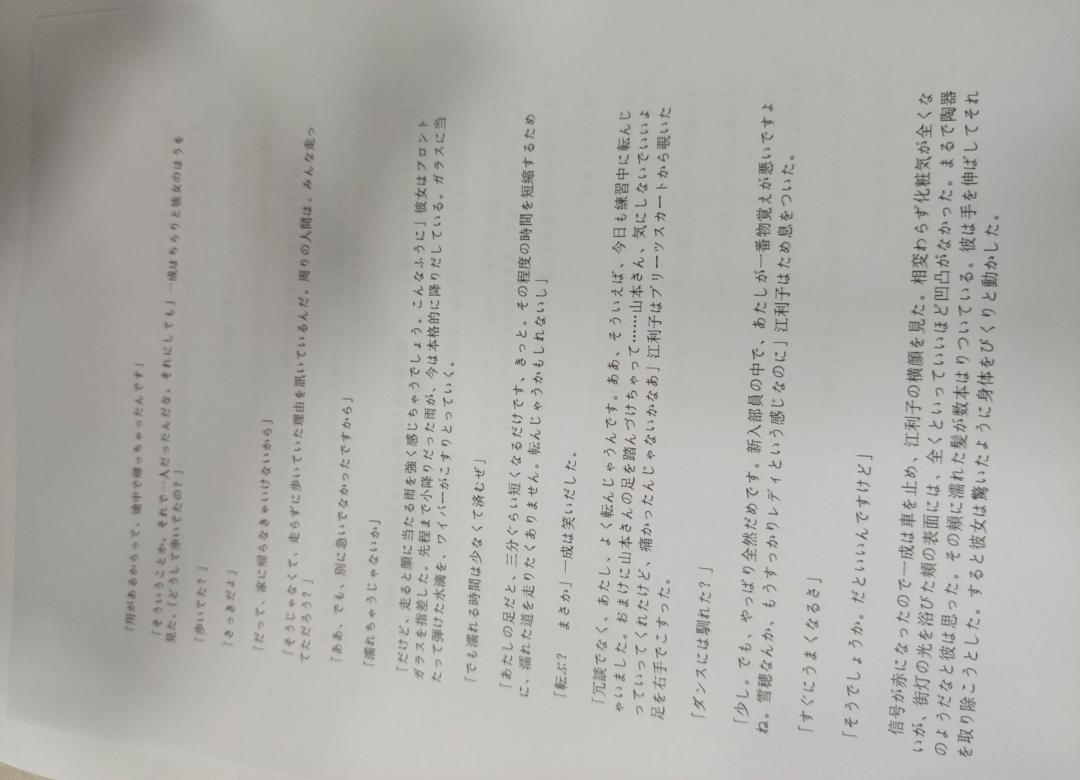 「用があるからって、途中で帰っちゃったんです」
「そういうことか。それで一人だったんだな。それにしても」一成はちらりと彼女のほうを
見た。「どうして歩いてたの?」
「歩いてた?」
「さっきだよ」
「だって、家に帰らなきゃいけないから」
「そうじゃなくて、走らずに歩いていた理由を訊いているんだ。周りの人間は、みんな走っ
てただろう?」
「ああ、でも、別に急いでなかったですから」
「濡れちゃうじゃないか」
「だけど、走ると顔に当たる雨を強く感じちゃうでしょう。こんなふうに」彼女はフロント
ガラスを指差した。先程まで小降りだった雨が、今は本格的に降りだしている。ガラスに当
たって弾けた水滴を、ワイパーがこすりとっていく。
「でも濡れる時間は少なくて済むぜ」
「あたしの足だと、三分ぐらい短くなるだけです、きっと。その程度の時間を短縮するため
に、濡れた道を走りたくありません。転んじゃうかもしれないし」
「転ぶ? まさか」一成は笑いだした。
「冗談でなく、あたし、よく転んじゃうんです。ああ、そういえば、今日も練習中に転んじ
ゃいました。おまけに山本さんの足を踏んづけちゃって……山本さん、気にしないでいいよ
っていってくれたけど、痛かったんじゃないかなあ」江利子はプリーツスカートから覗いた
足を右手でこすった。
「ダンスには馴れた?」
「少し。でも、やっぱり全然だめです。新入部員の中で、あたしが一番物覚えが悪いですよ
ね。雪穂なんか、もうすっかりレディという感じなのに」江利子はため息をついた。
「すぐにうまくなるさ」
「そうでしょうか。だといいんですけど」
信号が赤になったので一成は車を止め、江利子の横顔を見た。相変わらず化粧気が全くな
いが、街灯の光を浴びた頬の表面には、全くといっていいほど凹凸がなかった。まるで陶器
のようだなと彼は思った。その頬に濡れた髪が数本はりついている。彼は手を伸ばしてそれ
を取り除こうとした。すると彼女は驚いたように身体をびくりと動かした。